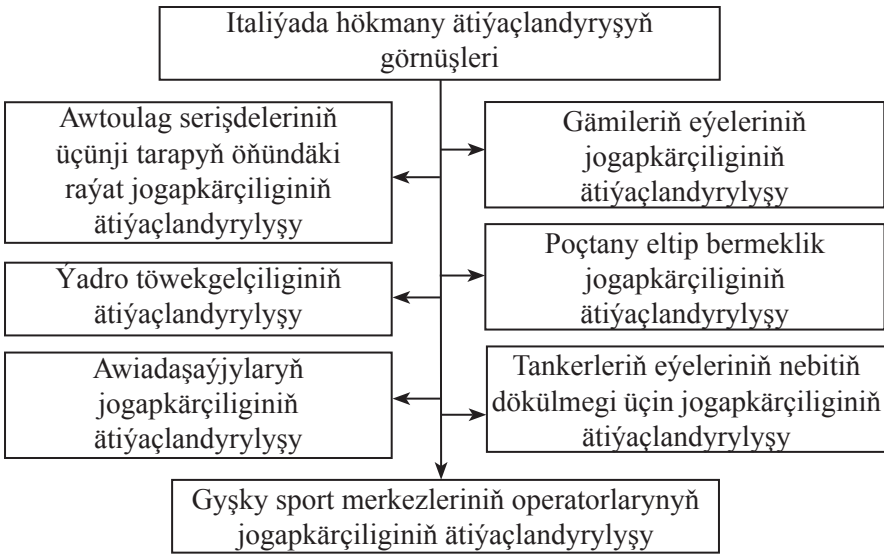 Italiýada hökmany ätiýaçlandyryşyň
görnüşleri
Awtoulag serişdeleriniň
üçünji tarapyň öňündäki
raýat jogapkärçiliginiň
ätiýaçlandyrylyşy
Gämileriň eýeleriniň
jogapkärçiliginiň
ätiýaçlandyrylyşy
Ýadro töwekgelçiliginiň
ätiýaçlandyrylyşy
Poçtany eltip bermeklik
jogapkärçiliginiň
ätiýaçlandyrylyşy
Awiadaşaýjylaryň
jogapkärçiliginiň
ätiýaçlandyrylyşy
Tankerleriň eýeleriniň nebitiň
dökülmegi üçin jogapkärçiliginiň
ätiýaçlandyrylyşy
Gyşky sport merkezleriniň operatorlarynyň
jogapkärçiliginiň ätiýaçlandyrylyşy